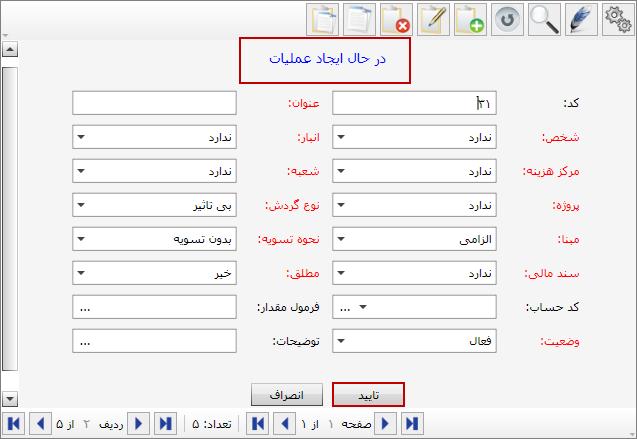 در حال ایجاد عملیات
کد: ۳۱ عنوان:
شخص: ندارد انبار: ندارد
مرکز هزینه: ندارد شعبه: ندارد
پروژه: ندارد نوع گردش: بی تاثیر
مبنا: الزامی نحوه تسویه: بدون تسویه
سند مالی: ندارد مطلق: خیر
کد حساب: ... فرمول مقدار: ...
وضعیت: فعال توضیحات: ...
تایید انصراف
صفحه ۱ از ۱ تعداد: ۵ ردیف ۲ از ۵